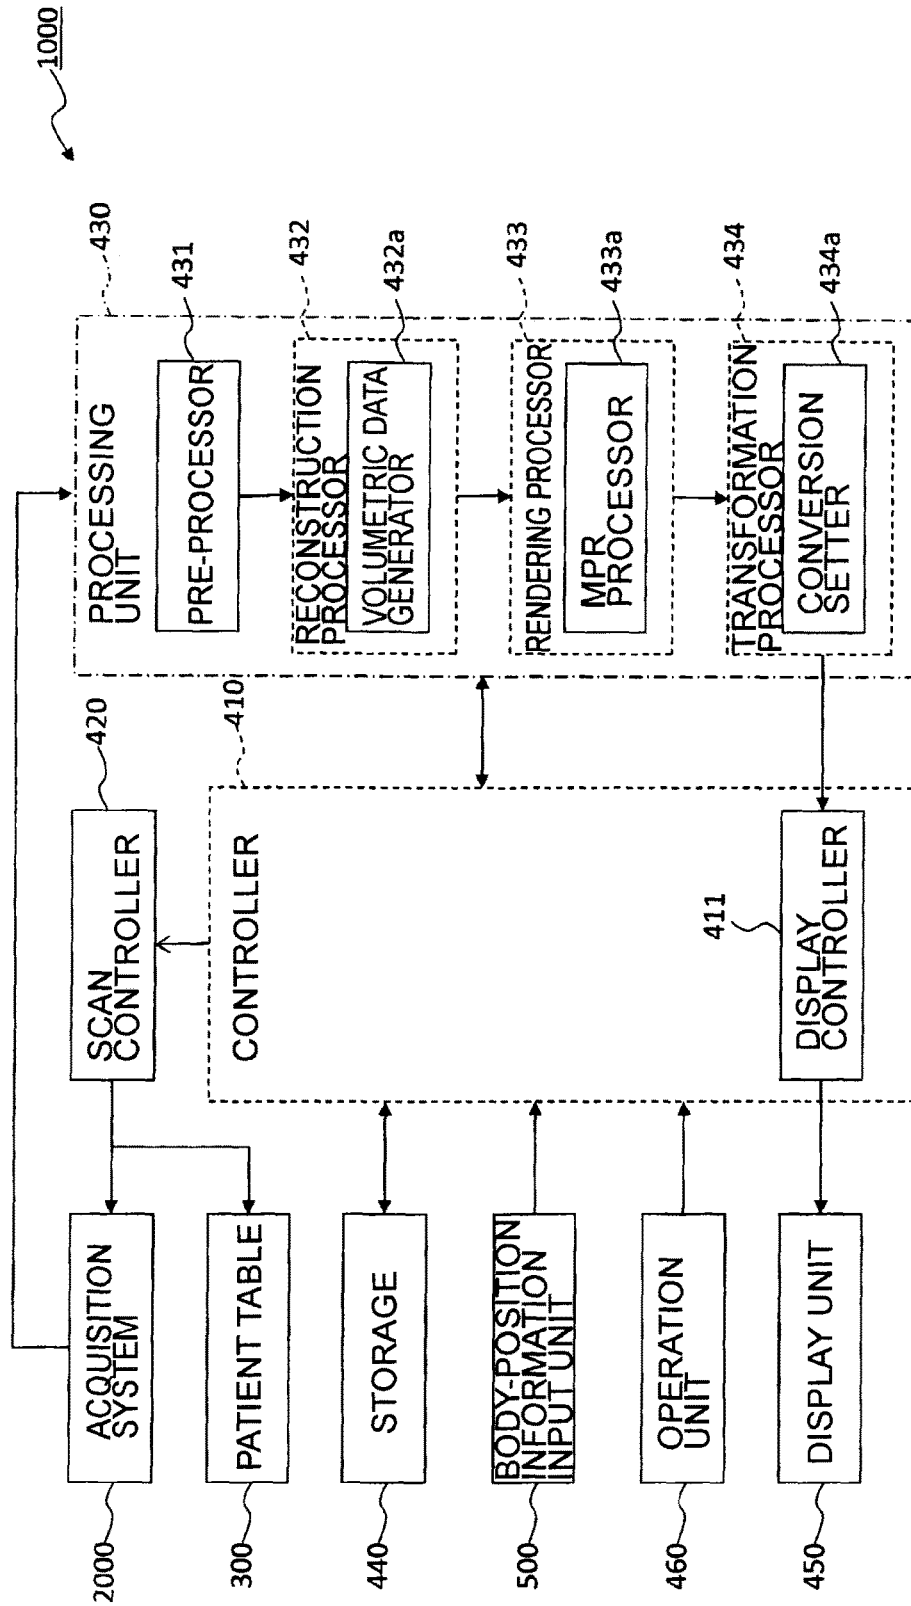 1000
2000
ACQUISITION
SYSTEM
300
PATIENT TABLE
440
STORAGE
500
BODY-POSITION
INFORMATION
INPUT UNIT
460
OPERATION
UNIT
450
DISPLAY UNIT
420
SCAN
CONTROLLER
410
CONTROLLER
411
DISPLAY
CONTROLLER
430
PROCESSING
UNIT
431
PRE-PROCESSOR
432
RECONSTRUCTION
PROCESSOR
432a
VOLUMETRIC DATA
GENERATOR
433
RENDERING PROCESSOR
433a
MPR
PROCESSOR
434
TRANSFORMATION
PROCESSOR
434a
CONVERSION
SETTER